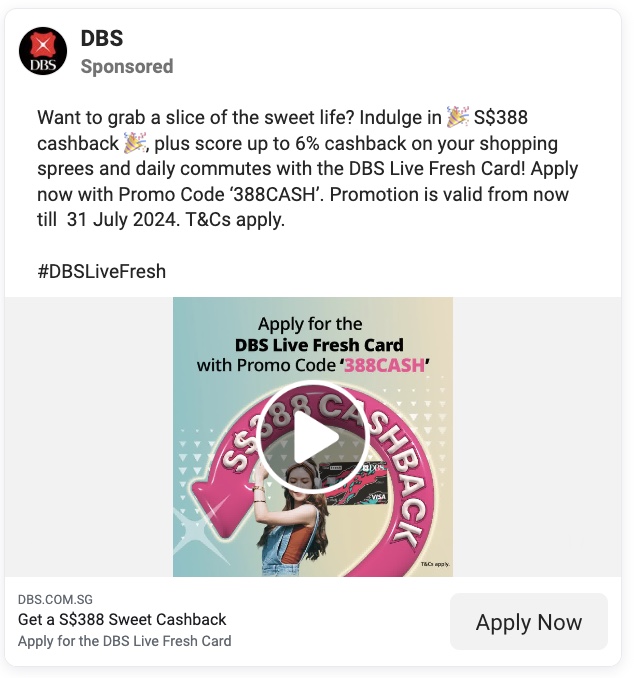 DBS
DBS
Sponsored
Want to grab a slice of the sweet life? Indulge in 🎉 S$388
cashback 🎉, plus score up to 6% cashback on your shopping
sprees and daily commutes with the DBS Live Fresh Card! Apply
now with Promo Code ‘388CASH’. Promotion is valid from now
till  31 July 2024. T&Cs apply.
#DBSLiveFresh
Apply for the
DBS Live Fresh Card
with Promo Code ‘388CASH’
S$388 CASHBACK
VISA
T&Cs apply.
DBS.COM.SG
Get a S$388 Sweet Cashback
Apply for the DBS Live Fresh Card
Apply Now